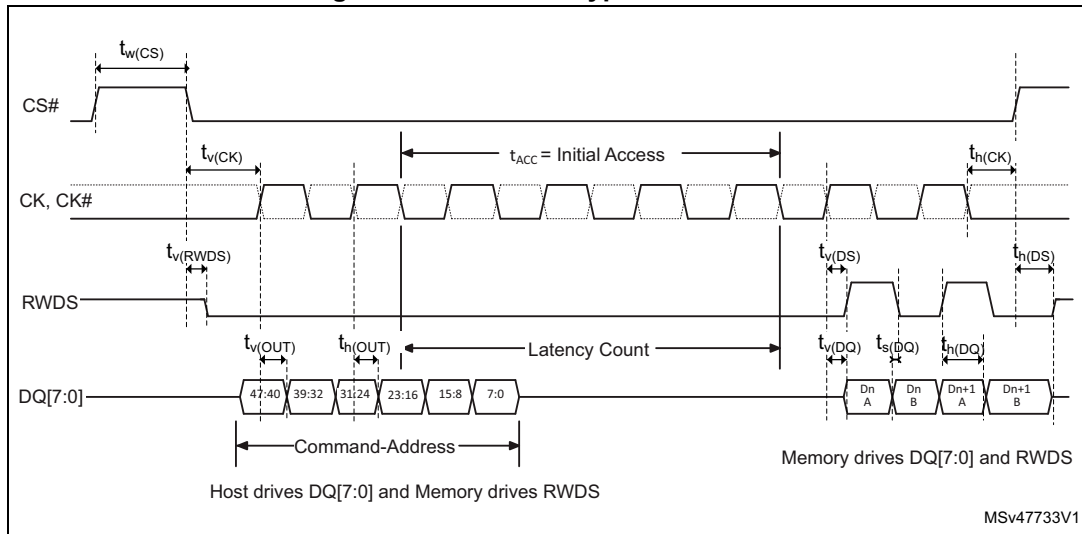 tw(CS)
CS#
tv(CK)
tACC = Initial Access
th(CK)
CK, CK#
tv(RWDS)
tv(DS)
th(DS)
RWDS
tv(OUT)
th(OUT)
Latency Count
tv(DQ)
ts(DQ)
th(DQ)
DQ[7:0]
47:40 39:32 31:24 23:16 15:8 7:0
Dn A
Dn B
Dn+1 A
Dn+1 B
Command-Address
Memory drives DQ[7:0] and RWDS
Host drives DQ[7:0] and Memory drives RWDS
MSv47733V1